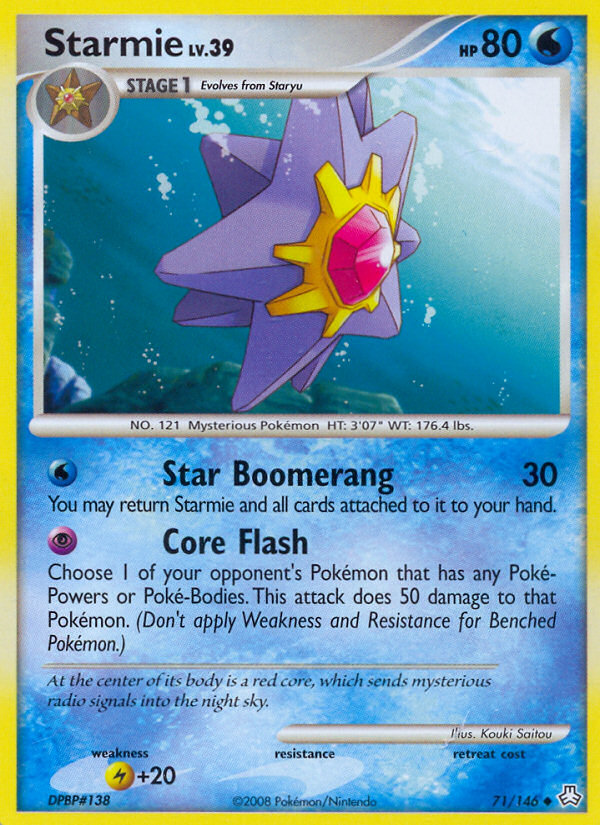 Starmie LV.39 HP 80
STAGE 1 Evolves from Staryu
NO. 121 Mysterious Pokémon HT: 3'07" WT: 176.4 lbs.
Star Boomerang 30
You may return Starmie and all cards attached to it to your hand.
Core Flash
Choose 1 of your opponent's Pokémon that has any Poké-
Powers or Poké-Bodies. This attack does 50 damage to that
Pokémon. (Don't apply Weakness and Resistance for Benched
Pokémon.)
At the center of its body is a red core, which sends mysterious
radio signals into the night sky.
Illus. Kouki Saitou
weakness resistance retreat cost
+20
DPBP#138 ©2008 Pokémon/Nintendo 71/146